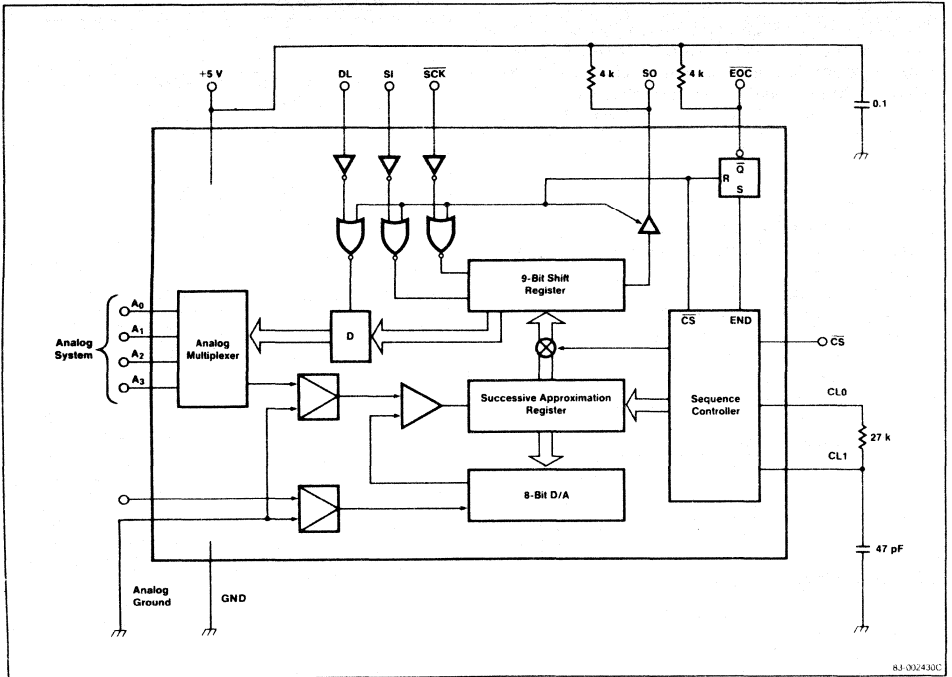 +5 V
DL
SI
SCK
4 k
SO
4 k
EOC
0.1
Q
R
S
9-Bit Shift
Register
CS
END
A0
A1
A2
A3
Analog
System
Analog
Multiplexer
D
CS
Successive Approximation
Register
Sequence
Controller
CL0
27 k
CL1
8-Bit D/A
47 pF
Analog
Ground
GND
83-002430C